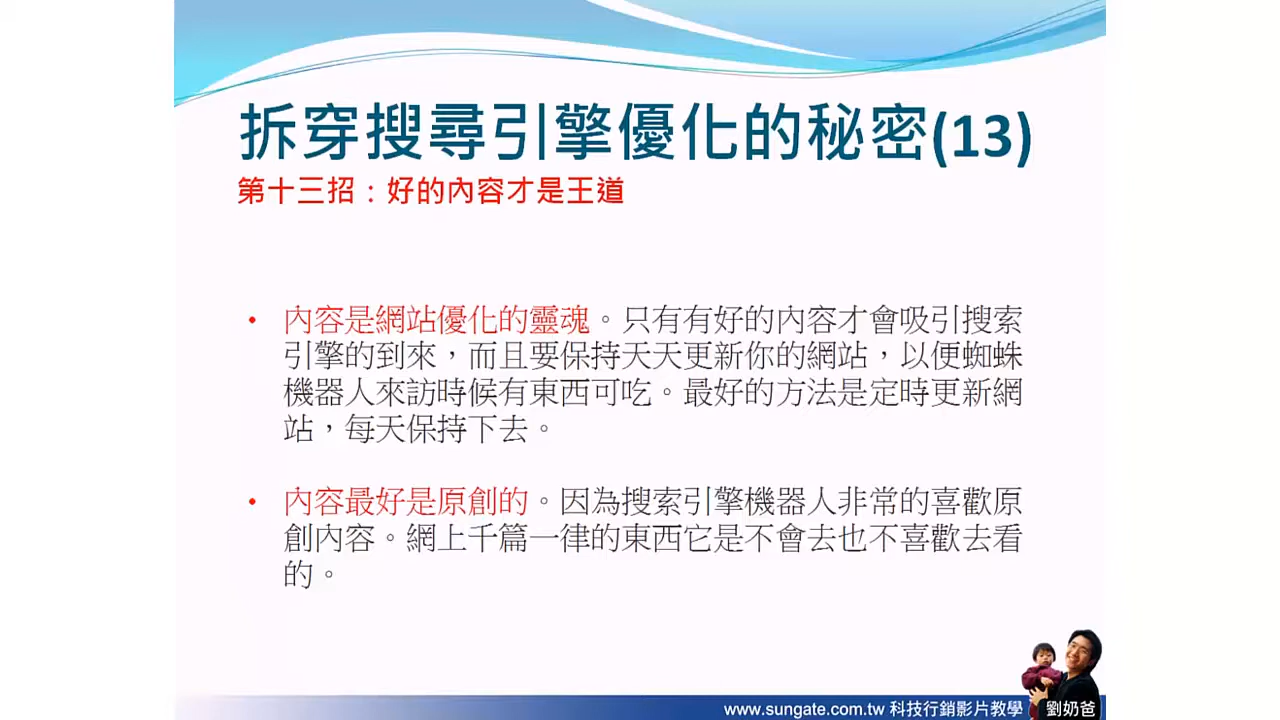 拆穿搜尋引擎優化的秘密(13)
第十三招：好的內容才是王道
• 內容是網站優化的靈魂。只有有好的內容才會吸引搜索
引擎的到來，而且要保持天天更新你的網站，以便蜘蛛
機器人來訪時候有東西可吃。最好的方法是定時更新網
站，每天保持下去。
• 內容最好是原創的。因為搜索引擎機器人非常的喜歡原
創內容。網上千篇一律的東西它是不會去也不喜歡去看
的。
www.sungate.com.tw 科技行銷影片教學
劉奶爸